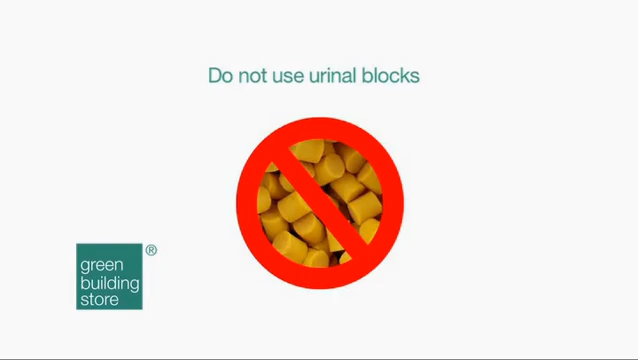 Do not use urinal blocks
green
building
store
®